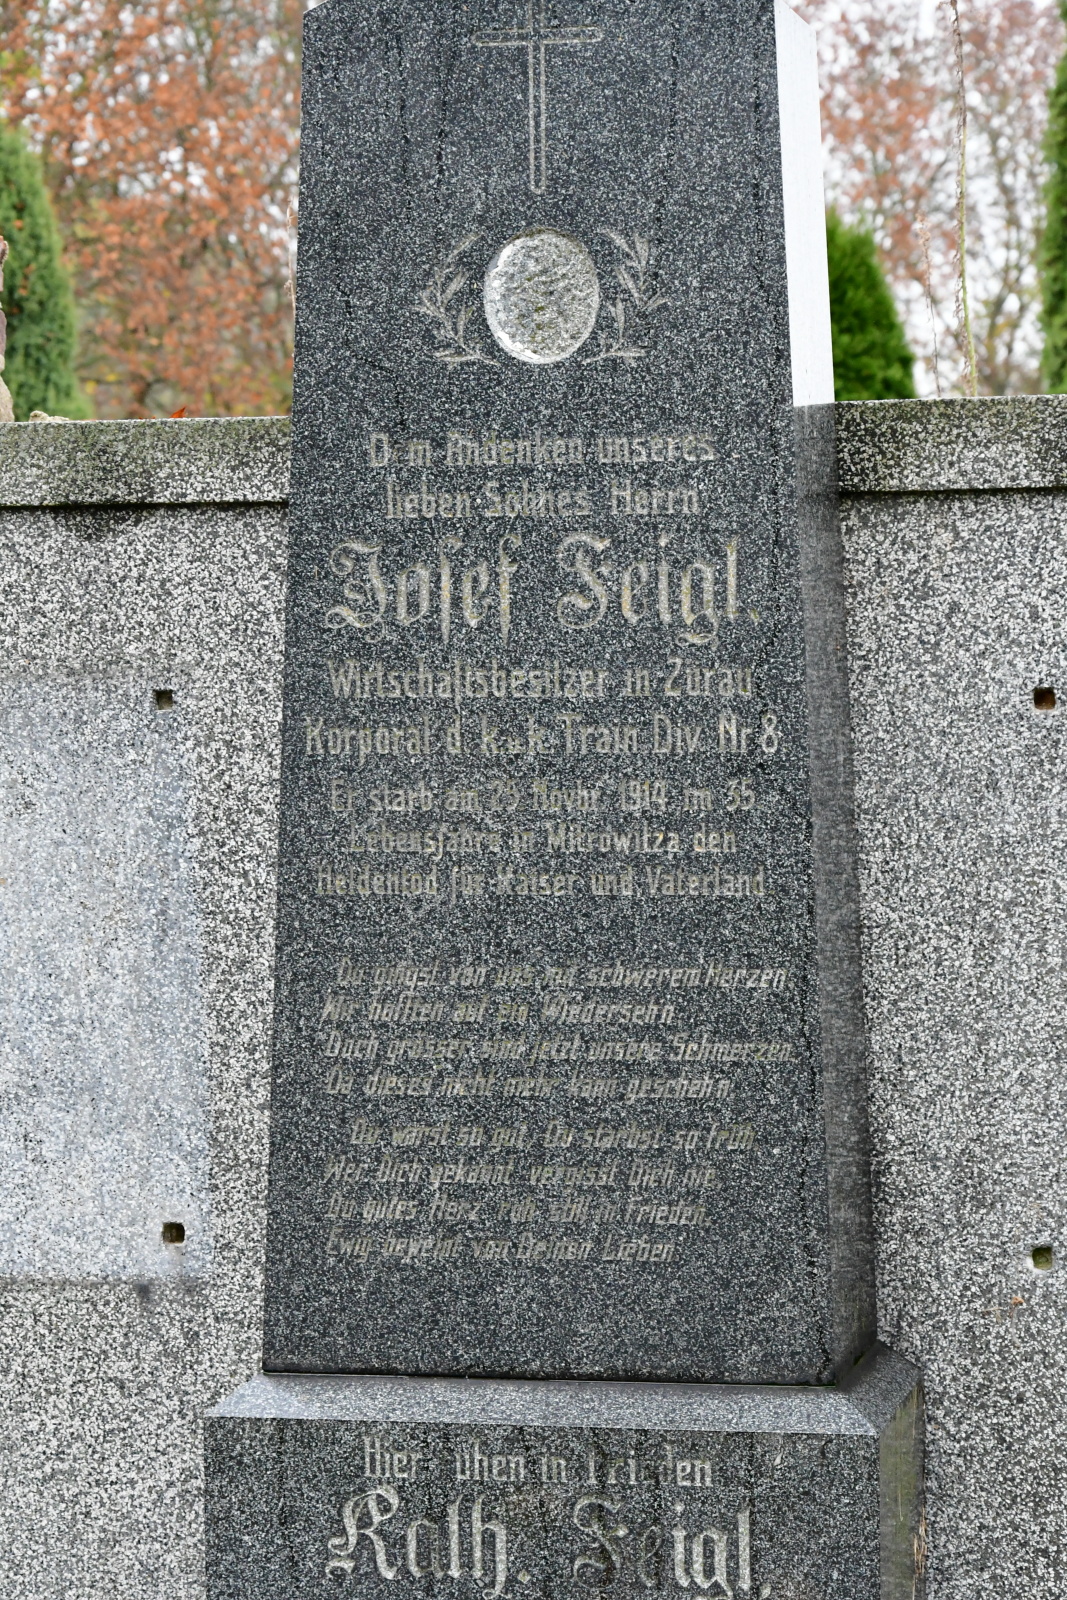 Dem Andenken unseres
lieben Sohnes Herrn
Josef Feigl.
Wirtschaftsbesitzer in Zürau
Korporal d. k.u.k. Train Div. Nr 8.
Er starb am 25 Novbr. 1914 im 35
Lebensjahre in Mitrowitza den
Heldentod für Kaiser und Vaterland
Du gingst von uns mit schwerem Herzen
Wir hofften auf ein Wiedersehn
Doch grösser sind jetzt unsere Schmerzen
Da dieses nicht mehr kann geschehn.
Du warst so gut, Du starbst so früh
Wer Dich gekannt, vergisst Dich nie.
Du gutes Herz ruh' still in Frieden,
Ewig beweint von Deinen Lieben
Hier ruhen in Frieden
Kath. Feigl.